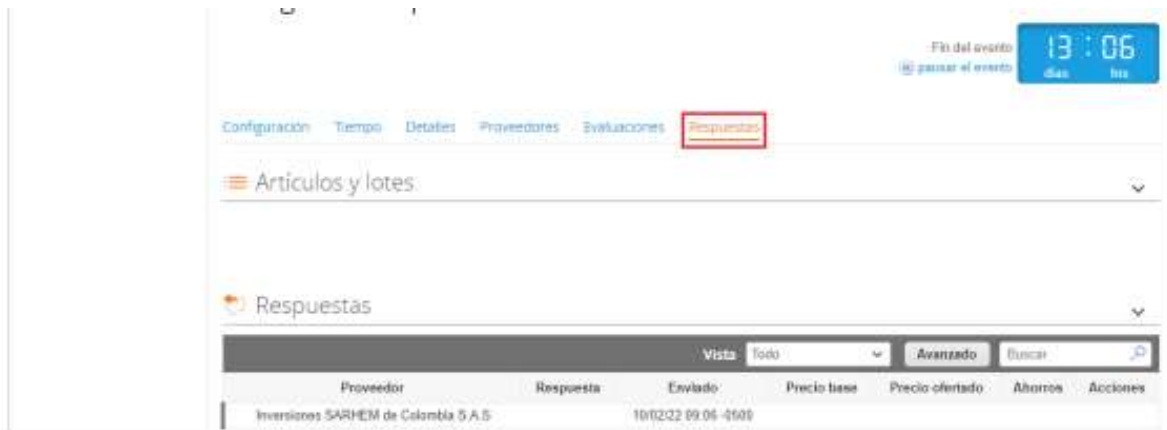 Fin del evento
pausar el evento
13 : 06
días hrs
Configuración Tiempo Detalles Proveedores Evaluaciones Respuestas
Artículos y lotes
Respuestas
Vista Todo Avanzado Buscar
Proveedor Respuesta Enviado Precio base Precio ofertado Ahorros Acciones
Inversiones SARHEM de Colombia S.A.S 10/02/22 09:06 -0500